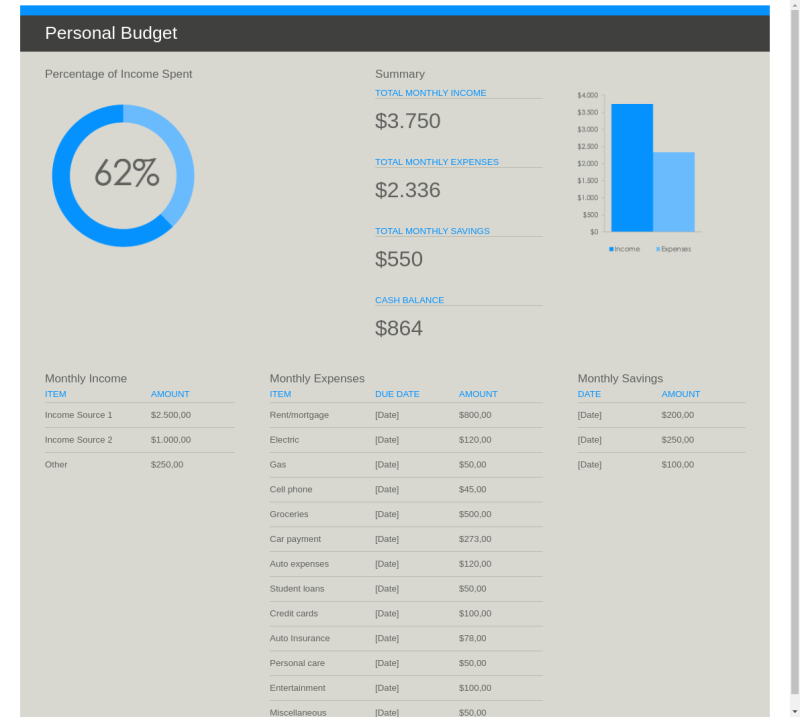 Personal Budget
Percentage of Income Spent
62%
Summary
TOTAL MONTHLY INCOME
$3.750
TOTAL MONTHLY EXPENSES
$2.336
TOTAL MONTHLY SAVINGS
$550
CASH BALANCE
$864
$4.000
$3.500
$3.000
$2.500
$2.000
$1.500
$1.000
$500
$0
Income Expenses
Monthly Income
ITEM AMOUNT
Income Source 1 $2.500,00
Income Source 2 $1.000,00
Other $250,00
Monthly Expenses
ITEM DUE DATE AMOUNT
Rent/mortgage [Date] $800,00
Electric [Date] $120,00
Gas [Date] $50,00
Cell phone [Date] $45,00
Groceries [Date] $500,00
Car payment [Date] $273,00
Auto expenses [Date] $120,00
Student loans [Date] $50,00
Credit cards [Date] $100,00
Auto Insurance [Date] $78,00
Personal care [Date] $50,00
Entertainment [Date] $100,00
Miscellaneous [Date] $50,00
Monthly Savings
DATE AMOUNT
[Date] $200,00
[Date] $250,00
[Date] $100,00